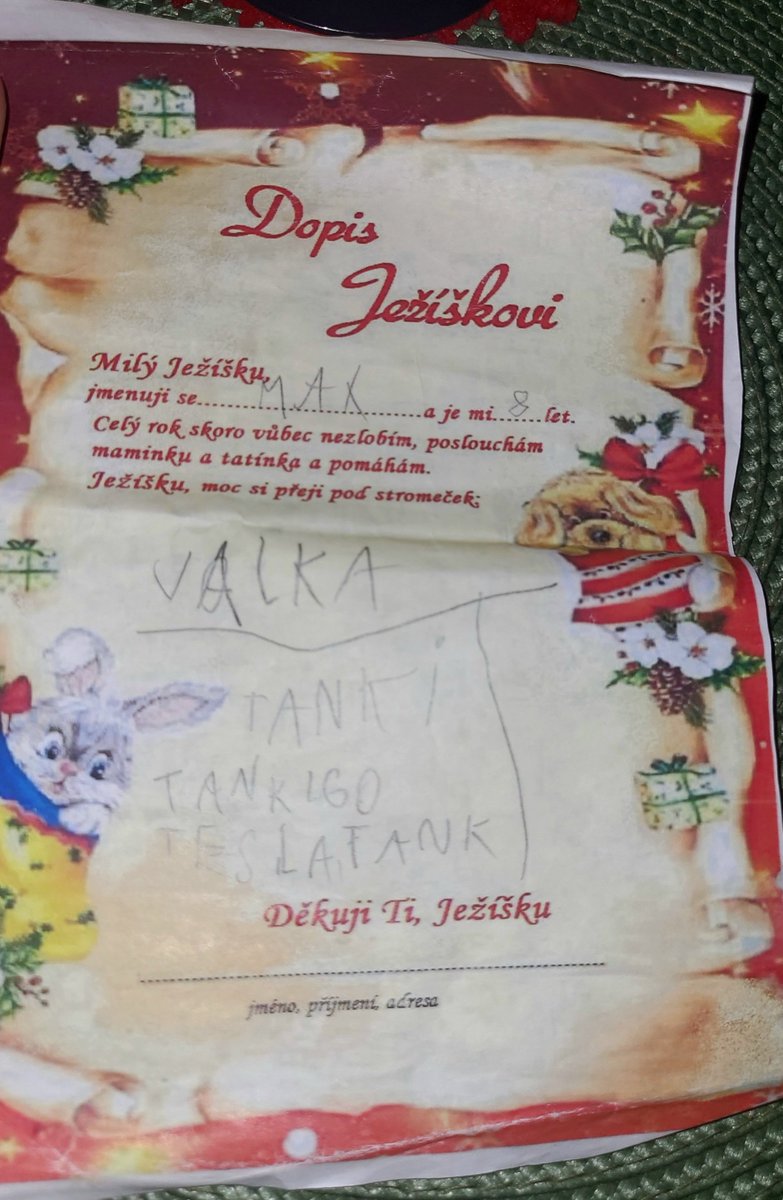 Dopis
Ježíškovi
Milý Ježíšku,
jmenuji se MAX a je mi 8 let.
Celý rok skoro vůbec nezlobím, poslouchám
maminku a tatínka a pomáhám.
Ježíšku, moc si přeji pod stromeček:
VALKA
TANKi
TANKIGO
TESLATANK
Děkuji Ti, Ježíšku
jméno, příjmení, adresa